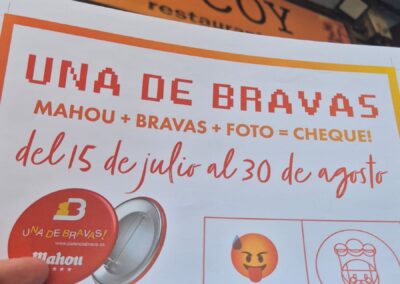 COY
restaurant
UNA DE BRAVAS
MAHOU + BRAVAS + FOTO = CHEQUE!
del 15 de julio al 30 de agosto
B
UNA DE BRAVAS!
Mahou